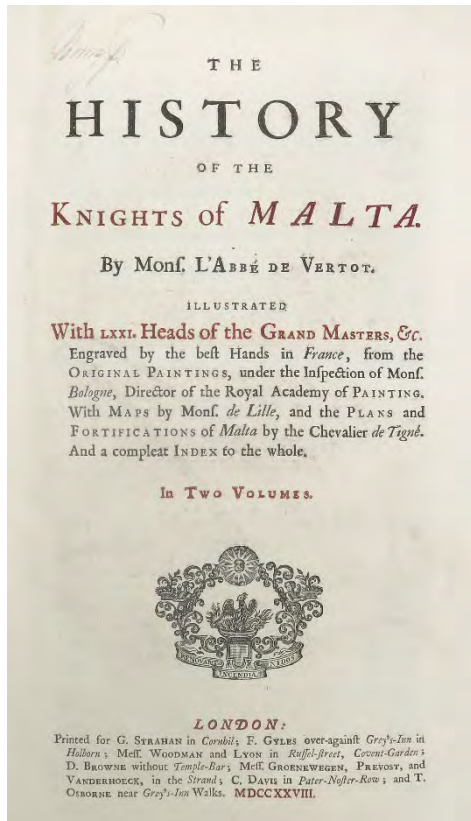 THE
HISTORY
OF THE
KNIGHTS of MALTA.
By Monſ. L'ABBÉ DE VERTOT.
ILLUSTRATED
With LXXI. Heads of the GRAND MASTERS, &c.
Engraved by the beſt Hands in France, from the
ORIGINAL PAINTINGS, under the Inſpection of Monſ.
Bologne, Director of the Royal Academy of PAINTING.
With MAPS by Monſ. de Lille, and the PLANS and
FORTIFICATIONS of Malta by the Chevalier de Tigné.
And a compleat INDEX to the whole.
In TWO VOLUMES.
INCENDIA
LONDON:
Printed for G. STRAHAN in Cornhil; F. GYLES over-againſt Grey's-Inn in
Holborn; Meſſ. WOODMAN and LYON in Ruſſel-ſtreet, Covent-Garden;
D. BROWNE without Temple-Bar; Meſſ. GROENEWEGEN, PREVOST, and
VANDERHOECK, in the Strand; C. DAVIS in Pater-Noſter-Row; and T.
OSBORNE near Grey's-Inn Walks. MDCCXXVIII.